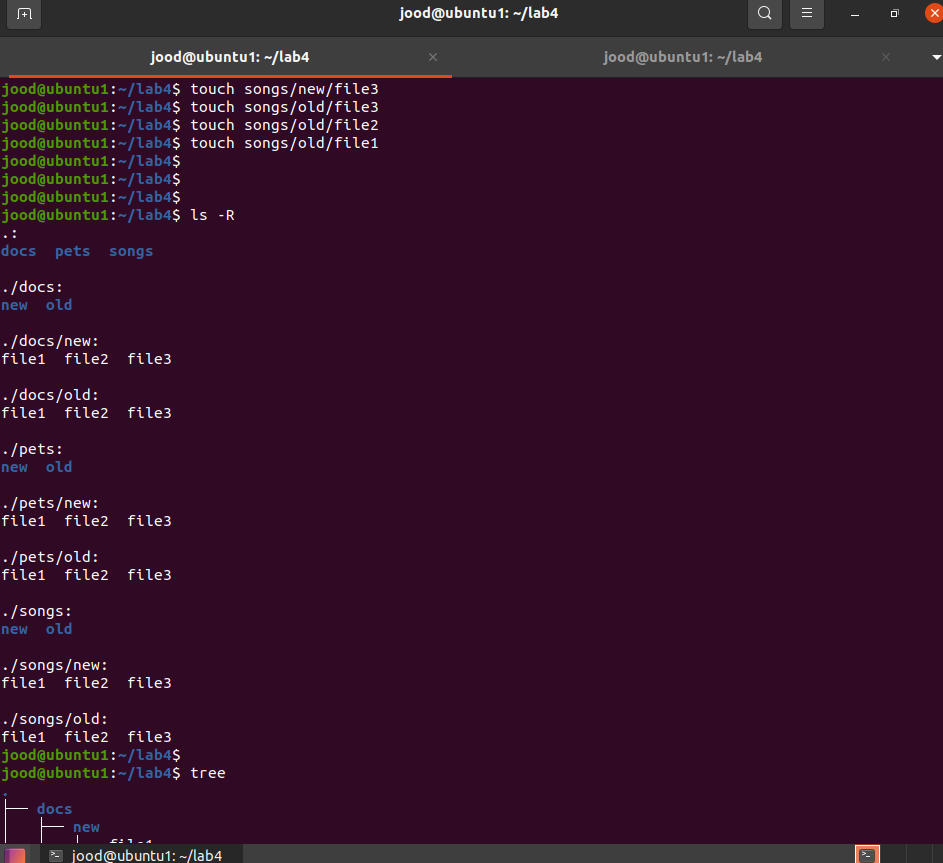 jood@ubuntu1: ~/lab4
jood@ubuntu1: ~/lab4 × jood@ubuntu1: ~/lab4 ×
jood@ubuntu1:~/lab4$ touch songs/new/file3
jood@ubuntu1:~/lab4$ touch songs/old/file3
jood@ubuntu1:~/lab4$ touch songs/old/file2
jood@ubuntu1:~/lab4$ touch songs/old/file1
jood@ubuntu1:~/lab4$
jood@ubuntu1:~/lab4$
jood@ubuntu1:~/lab4$
jood@ubuntu1:~/lab4$ ls -R
.:
docs  pets  songs
./docs:
new  old
./docs/new:
file1  file2  file3
./docs/old:
file1  file2  file3
./pets:
new  old
./pets/new:
file1  file2  file3
./pets/old:
file1  file2  file3
./songs:
new  old
./songs/new:
file1  file2  file3
./songs/old:
file1  file2  file3
jood@ubuntu1:~/lab4$
jood@ubuntu1:~/lab4$ tree
.
├── docs
│   ├── new
│   │   file1
jood@ubuntu1: ~/lab4